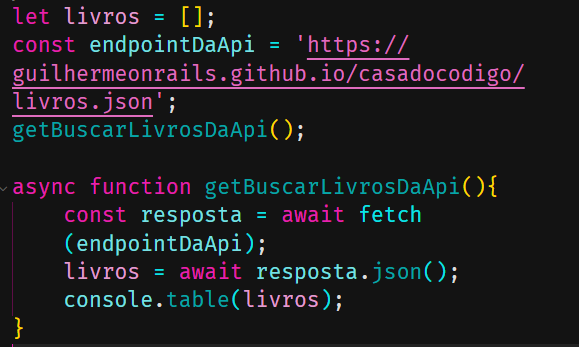 let livros = [];
const endpointDaApi = 'https://
guilhermeonrails.github.io/casadocodigo/
livros.json';
getBuscarLivrosDaApi();
async function getBuscarLivrosDaApi(){
const resposta = await fetch
(endpointDaApi);
livros = await resposta.json();
console.table(livros);
}